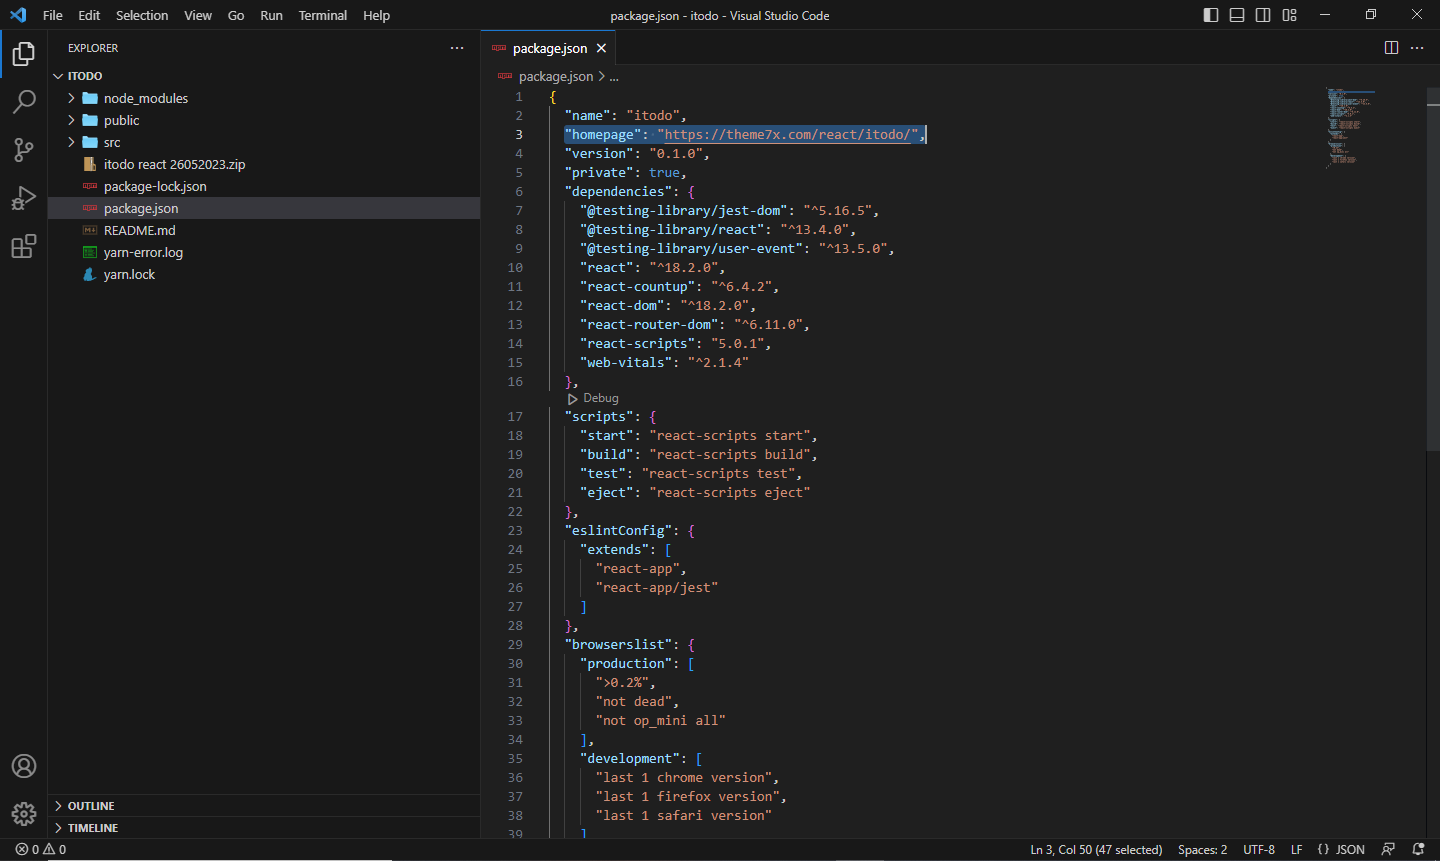 File Edit Selection View Go Run Terminal Help
package.json - itodo - Visual Studio Code
EXPLORER
ITODO
node_modules
public
src
itodo react 26052023.zip
package-lock.json
package.json
README.md
yarn-error.log
yarn.lock
OUTLINE
TIMELINE
package.json
package.json > ...
1 {
2 "name": "itodo",
3 "homepage": "https://theme7x.com/react/itodo/",
4 "version": "0.1.0",
5 "private": true,
6 "dependencies": {
7 "@testing-library/jest-dom": "^5.16.5",
8 "@testing-library/react": "^13.4.0",
9 "@testing-library/user-event": "^13.5.0",
10 "react": "^18.2.0",
11 "react-countup": "^6.4.2",
12 "react-dom": "^18.2.0",
13 "react-router-dom": "^6.11.0",
14 "react-scripts": "5.0.1",
15 "web-vitals": "^2.1.4"
16 },
Debug
17 "scripts": {
18 "start": "react-scripts start",
19 "build": "react-scripts build",
20 "test": "react-scripts test",
21 "eject": "react-scripts eject"
22 },
23 "eslintConfig": {
24 "extends": [
25 "react-app",
26 "react-app/jest"
27 ]
28 },
29 "browserslist": {
30 "production": [
31 ">0.2%",
32 "not dead",
33 "not op_mini all"
34 ],
35 "development": [
36 "last 1 chrome version",
37 "last 1 firefox version",
38 "last 1 safari version"
39 ]
0 0
Ln 3, Col 50 (47 selected) Spaces: 2 UTF-8 LF { } JSON